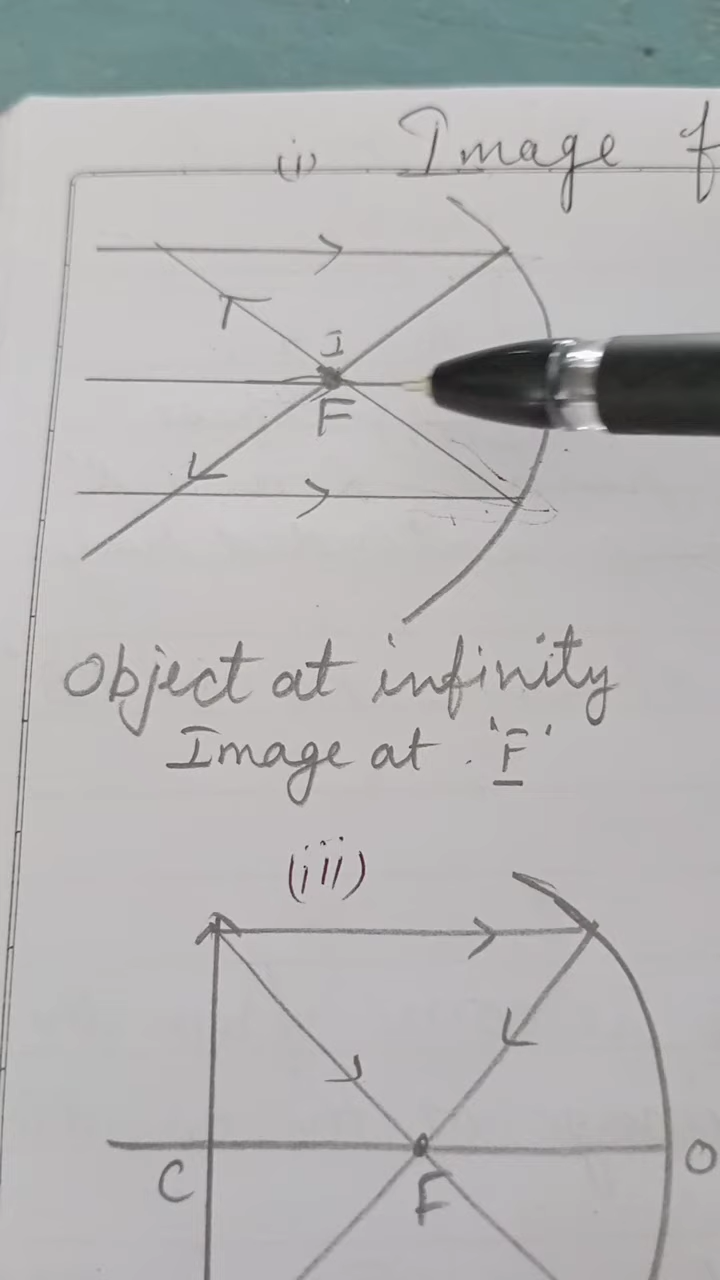 (i) Image f
I
F
Object at infinity
Image at 'F'
(iii)
C
F
O